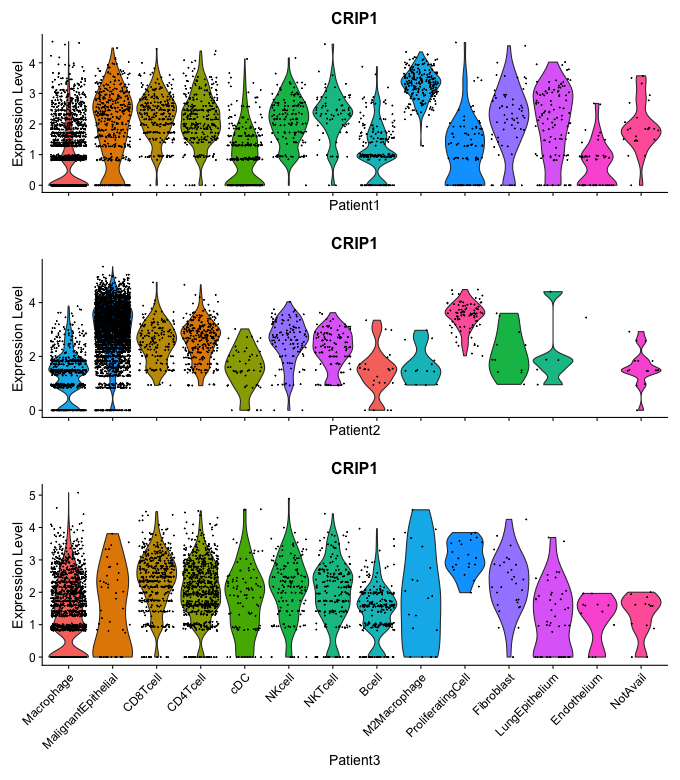 CRIP1
Expression Level
4
3
2
1
0
Patient1
CRIP1
Expression Level
4
2
0
Patient2
CRIP1
Expression Level
5
4
3
2
1
0
Macrophage
MalignantEpithelial
CD8Tcell
CD4Tcell
cDC
NKcell
NKTcell
Bcell
M2Macrophage
ProliferatingCell
Fibroblast
LungEpithelium
Endothelium
NotAvail
Patient3